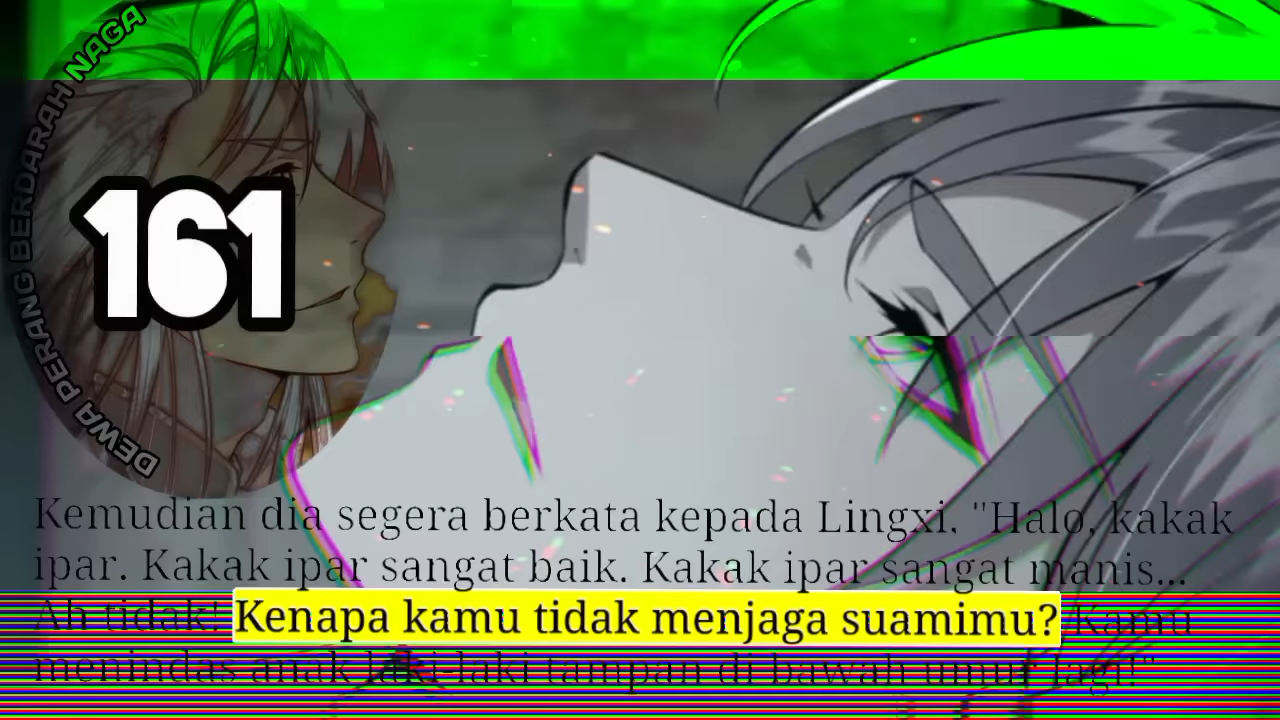 DEWA PERANG BERDARAH NAGA
161
Kemudian dia segera berkata kepada Lingxi, "Halo, kakak
ipar. Kakak ipar sangat baik. Kakak ipar sangat manis...
Ah tidak! Kenapa kamu tidak menjaga suamimu? Kamu
menindas anak laki-laki tampan di bawah umur lagi!"